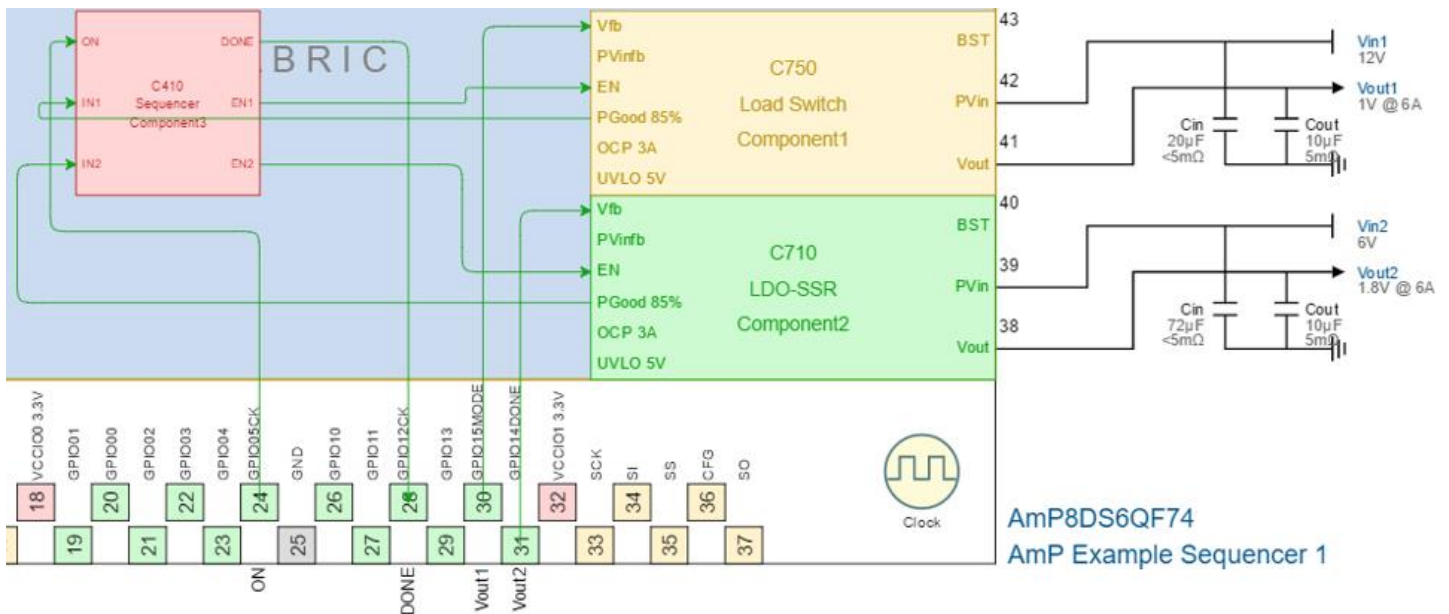 ON
DONE
C410
Sequencer
Component3
IN1
EN1
IN2
EN2
BRIC
Vfb
PVinfb
EN
PGood 85%
OCP 3A
UVLO 5V
C750
Load Switch
Component1
BST
PVin
Vout
43
42
41
Vin1
12V
Vout1
1V @ 6A
Cin
20µF
<5mΩ
Cout
10µF
5mΩ
Vfb
PVinfb
EN
PGood 85%
OCP 3A
UVLO 5V
C710
LDO-SSR
Component2
BST
PVin
Vout
40
39
38
Vin2
6V
Vout2
1.8V @ 6A
Cin
72µF
<5mΩ
Cout
10µF
5mΩ
VCCIO0 3.3V
GPIO01
GPIO00
GPIO02
GPIO03
GPIO04
GPIO05CK
GND
GPIO10
GPIO11
GPIO12CK
GPIO13
GPIO15MODE
GPIO14DONE
VCCIO1 3.3V
SCK
SI
SS
CFG
SO
18
20
22
24
26
28
30
32
34
36
19
21
23
25
27
29
31
33
35
37
ON
DONE
Vout1
Vout2
Clock
AmP8DS6QF74
AmP Example Sequencer 1